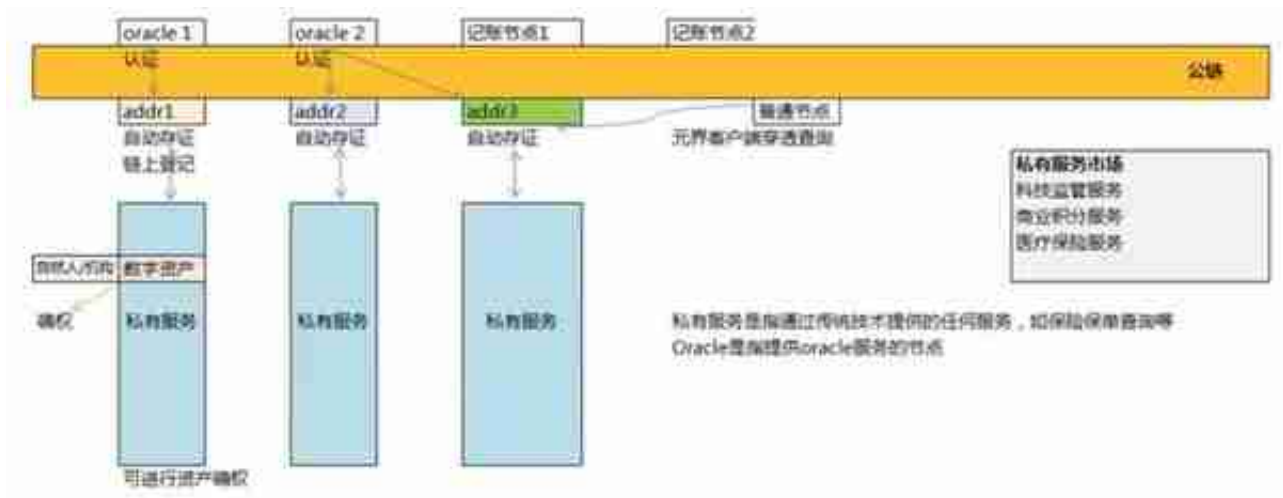 oracle 1
oracle 2
记账节点1
记账节点2
认证
认证
公链
addr1
addr2
addr3
普通节点
自动存证
链上登记
自动存证
自动存证
元界客户端穿透查询
私有服务市场
科技监管服务
商业积分服务
医疗保险服务
自然人/机构
数字资产
确权
私有服务
私有服务
私有服务
私有服务是指通过传统技术提供的任何服务，如保险保单查询等
Oracle是指提供oracle服务的节点
可进行资产确权